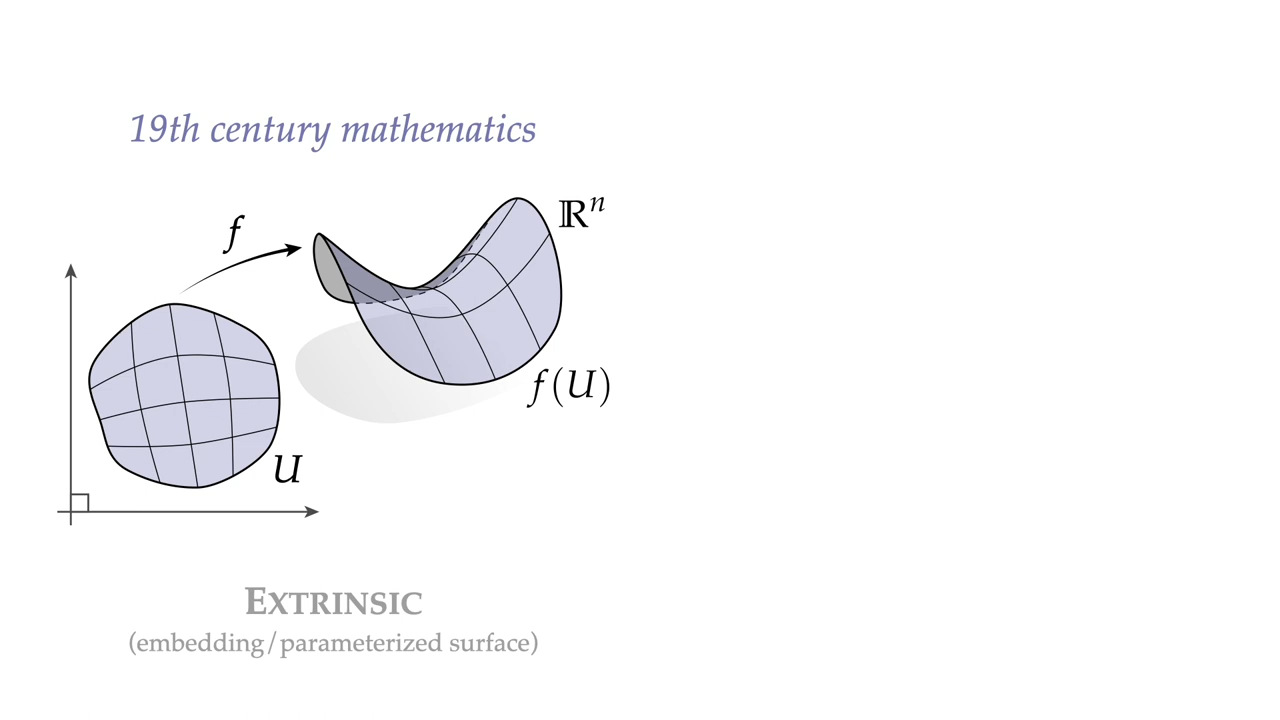 19th century mathematics
f
ℝⁿ
f(U)
U
EXTRINSIC
(embedding/parameterized surface)